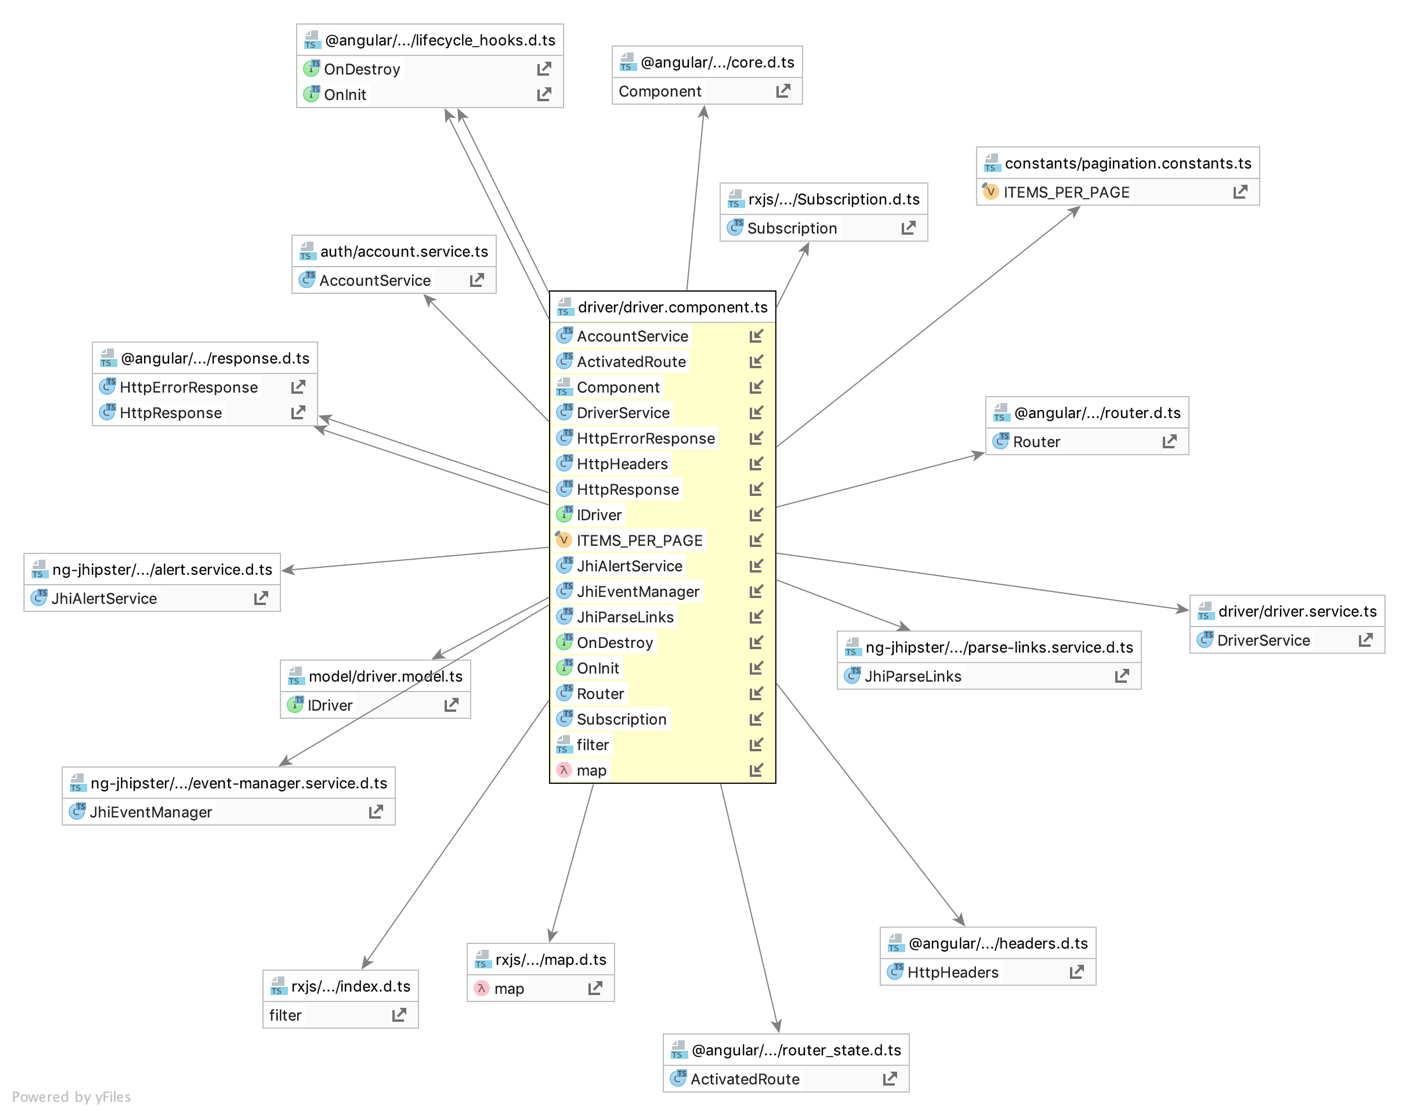 @angular/.../lifecycle_hooks.d.ts
OnDestroy
OnInit
@angular/.../core.d.ts
Component
constants/pagination.constants.ts
ITEMS_PER_PAGE
rxjs/.../Subscription.d.ts
Subscription
auth/account.service.ts
AccountService
@angular/.../response.d.ts
HttpErrorResponse
HttpResponse
driver/driver.component.ts
AccountService
ActivatedRoute
Component
DriverService
HttpErrorResponse
HttpHeaders
HttpResponse
IDriver
ITEMS_PER_PAGE
JhiAlertService
JhiEventManager
JhiParseLinks
OnDestroy
OnInit
Router
Subscription
filter
map
@angular/.../router.d.ts
Router
ng-jhipster/.../alert.service.d.ts
JhiAlertService
driver/driver.service.ts
DriverService
ng-jhipster/.../parse-links.service.d.ts
JhiParseLinks
model/driver.model.ts
IDriver
ng-jhipster/.../event-manager.service.d.ts
JhiEventManager
@angular/.../headers.d.ts
HttpHeaders
rxjs/.../map.d.ts
map
rxjs/.../index.d.ts
filter
@angular/.../router_state.d.ts
ActivatedRoute
Powered by yFiles